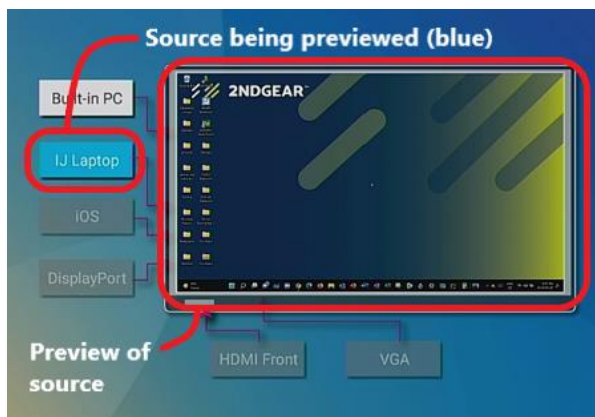 Source being previewed (blue)
Built-in PC
2NDGEAR
IJ Laptop
iOS
DisplayPort
Preview of
source
HDMI Front
VGA